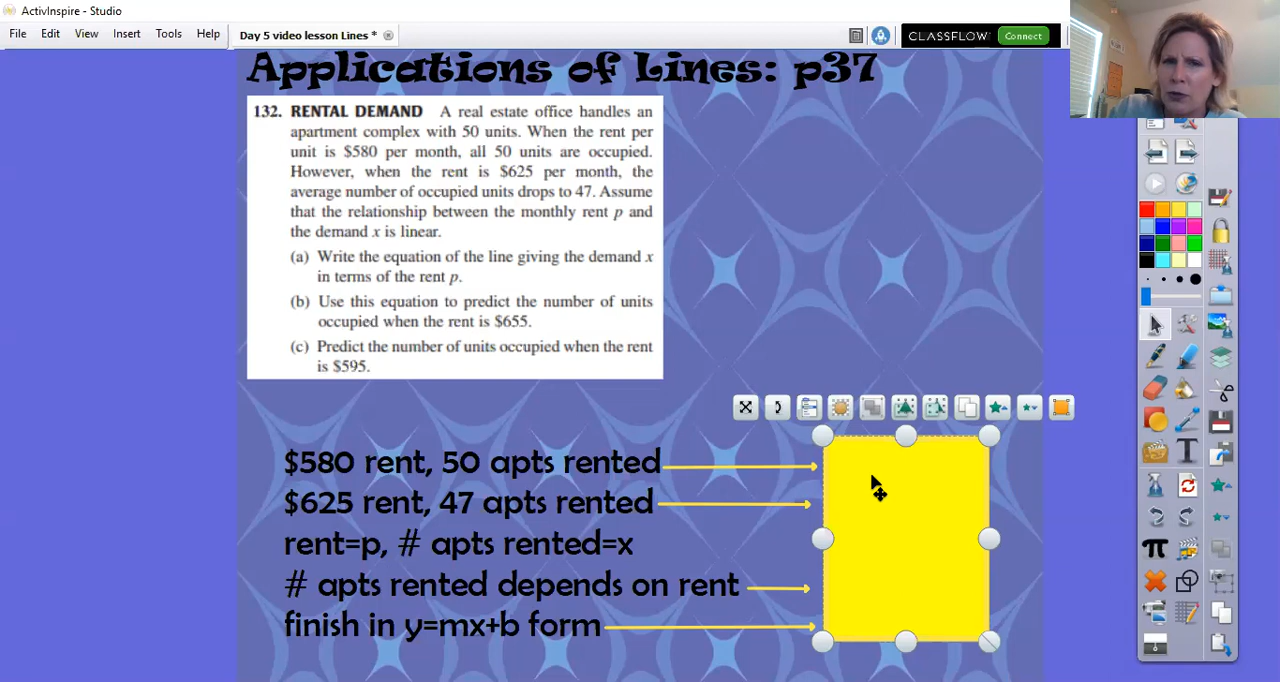 ActivInspire - Studio
File Edit View Insert Tools Help
Day 5 video lesson Lines *
CLASSFLOW Connect
Applications of Lines: p37
132. RENTAL DEMAND A real estate office handles an
apartment complex with 50 units. When the rent per
unit is $580 per month, all 50 units are occupied.
However, when the rent is $625 per month, the
average number of occupied units drops to 47. Assume
that the relationship between the monthly rent p and
the demand x is linear.
(a) Write the equation of the line giving the demand x
in terms of the rent p.
(b) Use this equation to predict the number of units
occupied when the rent is $655.
(c) Predict the number of units occupied when the rent
is $595.
$580 rent, 50 apts rented
$625 rent, 47 apts rented
rent=p, # apts rented=x
# apts rented depends on rent
finish in y=mx+b form